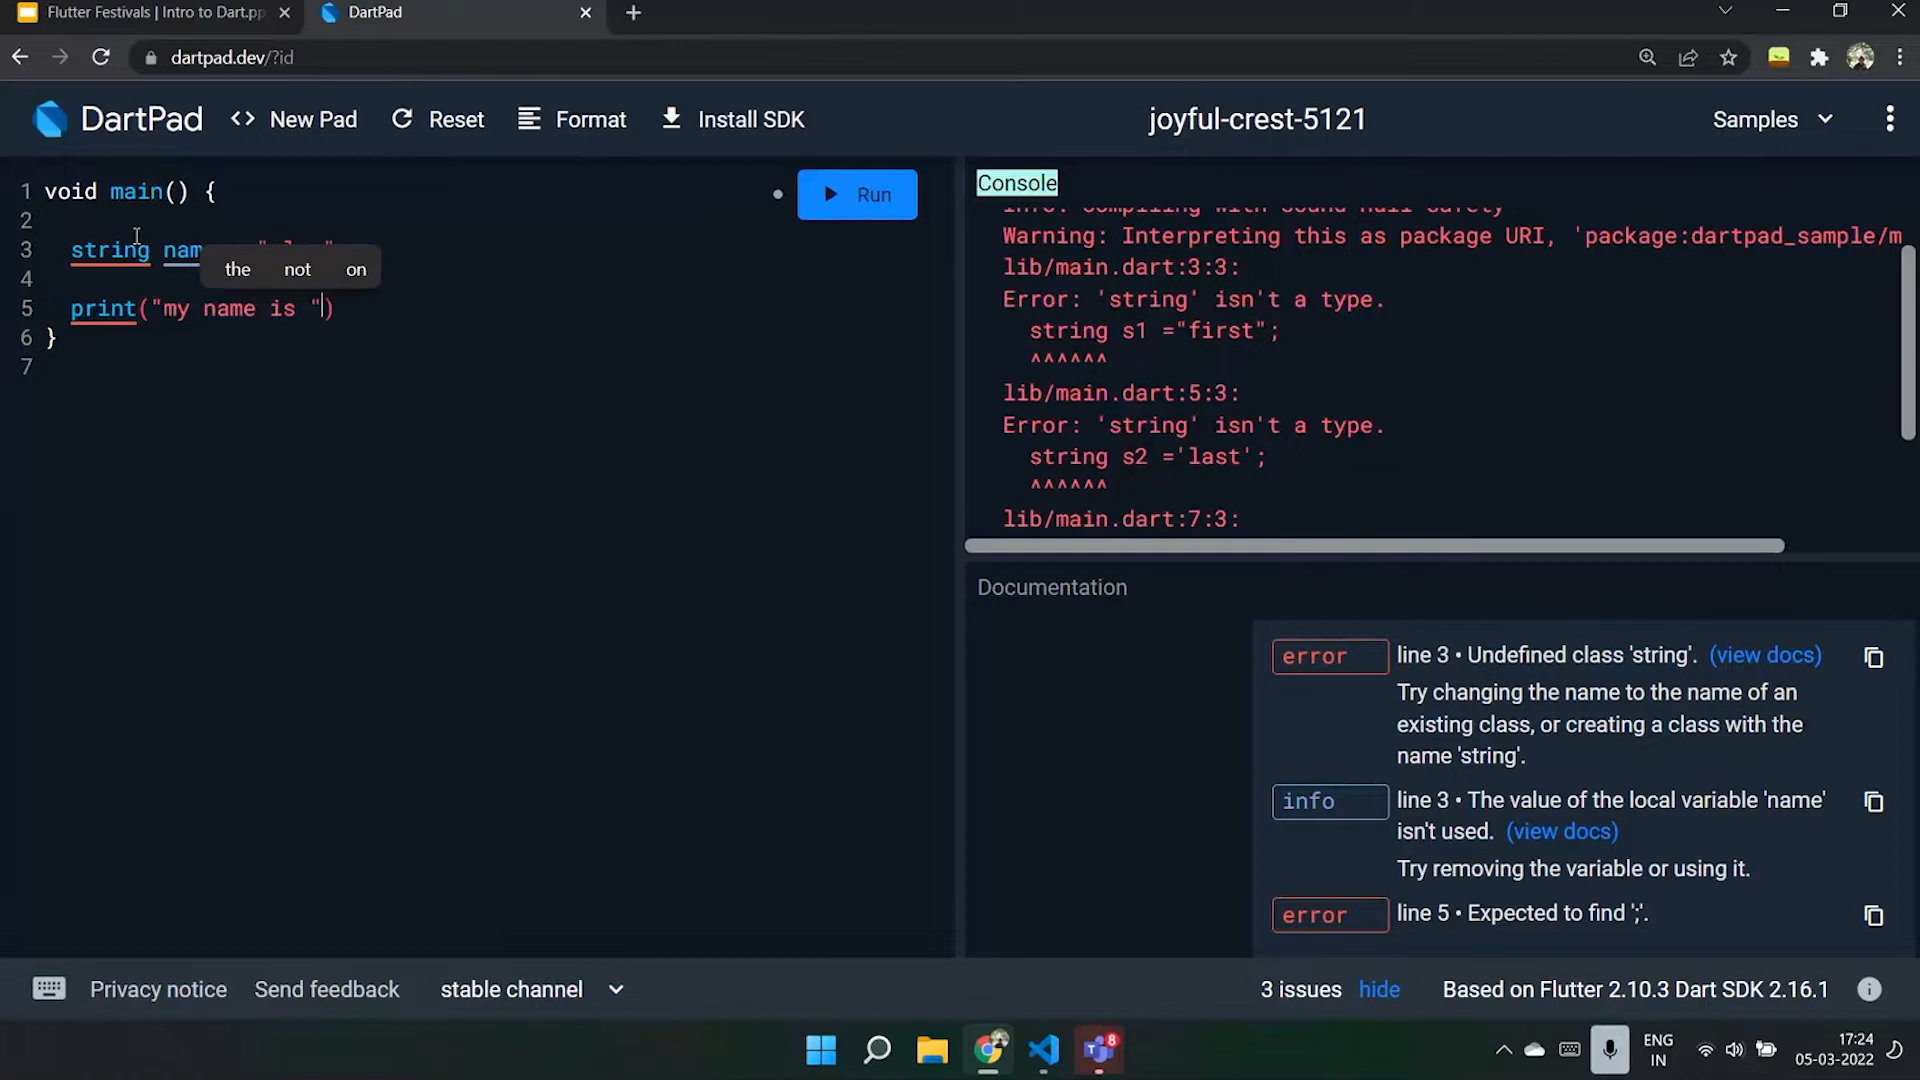 Flutter Festivals | Intro to Dart.pp
DartPad
dartpad.dev/?id
DartPad
<> New Pad
Reset
Format
Install SDK
joyful-crest-5121
Samples
1 void main() {
2
3 string nam
4
5 print("my name is ")
6 }
7
the not on
Run
Console
Info: Compiling with sound null safety
Warning: Interpreting this as package URI, 'package:dartpad_sample/m
lib/main.dart:3:3:
Error: 'string' isn't a type.
string s1 ="first";
^^^^^^
lib/main.dart:5:3:
Error: 'string' isn't a type.
string s2 ='last';
^^^^^^
lib/main.dart:7:3:
Documentation
error line 3 • Undefined class 'string'. (view docs)
Try changing the name to the name of an
existing class, or creating a class with the
name 'string'.
info line 3 • The value of the local variable 'name'
isn't used. (view docs)
Try removing the variable or using it.
error line 5 • Expected to find ';'.
Privacy notice
Send feedback
stable channel
3 issues hide
Based on Flutter 2.10.3 Dart SDK 2.16.1
8
ENG
IN
17:24
05-03-2022